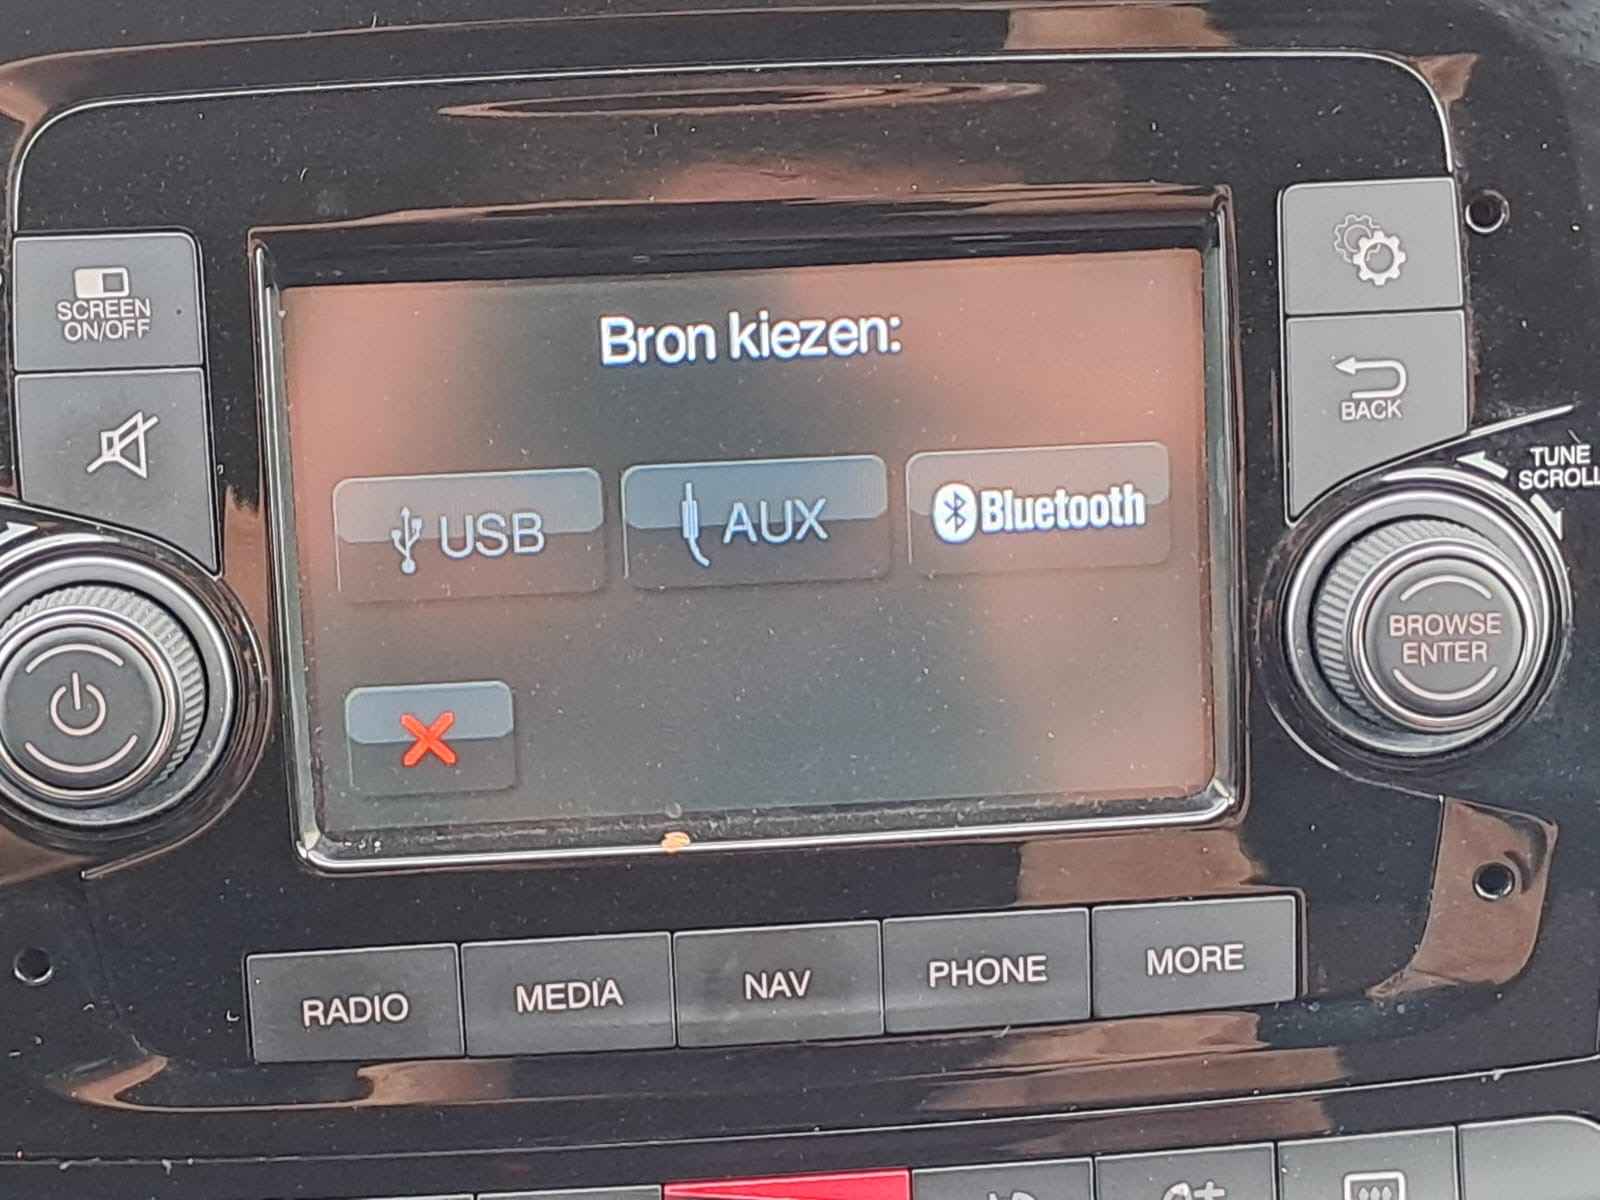 SCREEN
ON/OFF
Bron kiezen:
BACK
TUNE
SCROLL
USB
AUX
Bluetooth
BROWSE
ENTER
RADIO
MEDIA
NAV
PHONE
MORE